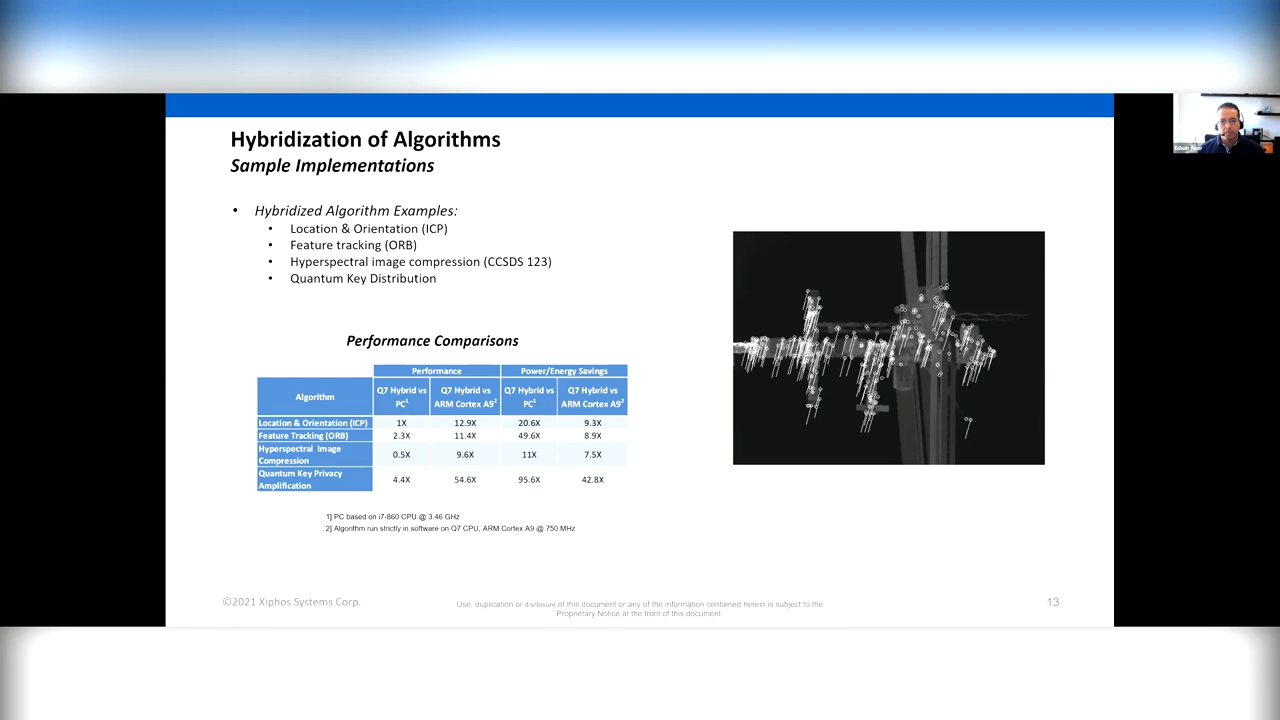 Hybridization of Algorithms
Sample Implementations
• Hybridized Algorithm Examples:
• Location & Orientation (ICP)
• Feature tracking (ORB)
• Hyperspectral image compression (CCSDS 123)
• Quantum Key Distribution
Performance Comparisons
Performance Power/Energy Savings
Algorithm Q7 Hybrid vs PC¹ Q7 Hybrid vs ARM Cortex A9² Q7 Hybrid vs PC¹ Q7 Hybrid vs ARM Cortex A9²
Location & Orientation (ICP) 1X 12.9X 20.6X 9.3X
Feature Tracking (ORB) 2.3X 11.4X 49.6X 8.9X
Hyperspectral Image Compression 0.5X 9.6X 11X 7.5X
Quantum Key Privacy Amplification 4.4X 54.6X 95.6X 42.8X
1] PC based on i7-860 CPU @ 3.46 GHz
2] Algorithm run strictly in software on Q7 CPU, ARM Cortex A9 @ 750 MHz
©2021 Xiphos Systems Corp.
Use, duplication or disclosure of this document or any of the information contained herein is subject to the
Proprietary Notice at the front of this document
13
Edwin